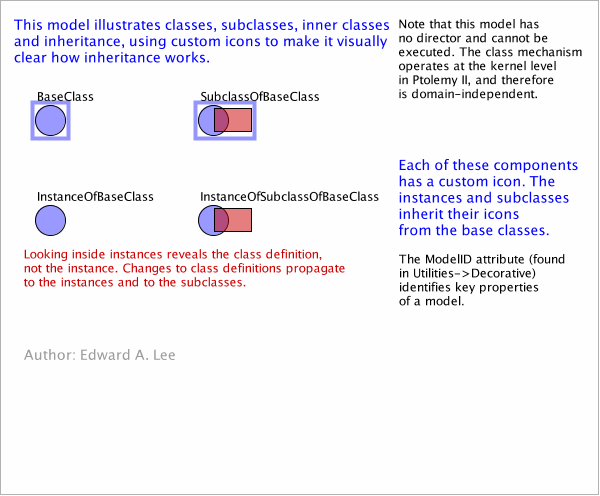 This model illustrates classes, subclasses, inner classes
and inheritance, using custom icons to make it visually
clear how inheritance works.
Note that this model has
no director and cannot be
executed. The class mechanism
operates at the kernel level
in Ptolemy II, and therefore
is domain-independent.
BaseClass
SubclassOfBaseClass
Each of these components
has a custom icon. The
instances and subclasses
inherit their icons
from the base classes.
InstanceOfBaseClass
InstanceOfSubclassOfBaseClass
Looking inside instances reveals the class definition,
not the instance. Changes to class definitions propagate
to the instances and to the subclasses.
The ModelID attribute (found
in Utilities->Decorative)
identifies key properties
of a model.
Author: Edward A. Lee